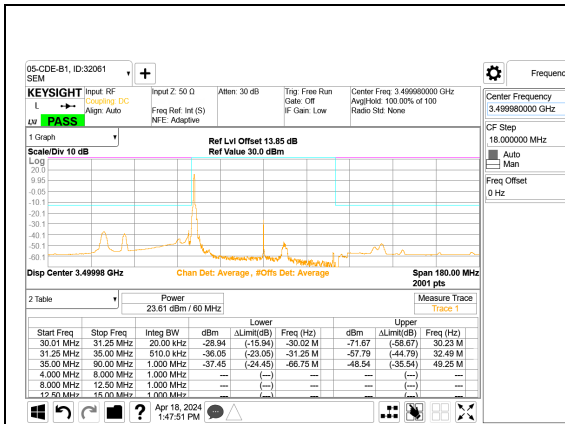 05-CDE-B1, ID:32061
SEM
+
Frequenc
KEYSIGHT
L
LXI PASS
Input: RF
Coupling: DC
Align: Auto
Input Z: 50 Ω
Freq Ref: Int (S)
NFE: Adaptive
Atten: 30 dB
Trig: Free Run
Gate: Off
IF Gain: Low
Center Freq: 3.499980000 GHz
Avg|Hold: 100.00% of 100
Radio Std: None
Center Frequency
3.499980000 GHz
CF Step
18.000000 MHz
Auto
Man
Freq Offset
0 Hz
1 Graph
Scale/Div 10 dB
Ref Lvl Offset 13.85 dB
Ref Value 30.0 dBm
Log
20.0
9.95
-0.05
-10.1
-20.1
-30.1
-40.1
-50.1
-60.1
Disp Center 3.49998 GHz
Chan Det: Average , #Offs Det: Average
Span 180.00 MHz
2001 pts
2 Table
Power
23.61 dBm / 60 MHz
Measure Trace
Trace 1
Lower Upper
Start Freq Stop Freq Integ BW dBm ΔLimit(dB) Freq (Hz) dBm ΔLimit(dB) Freq (Hz)
30.01 MHz 31.25 MHz 20.00 kHz -28.94 (-15.94) -30.02 M -71.67 (-58.67) 30.23 M
31.25 MHz 35.00 MHz 510.0 kHz -36.05 (-23.05) -31.25 M -57.79 (-44.79) 32.49 M
35.00 MHz 90.00 MHz 1.000 MHz -37.45 (-24.45) -66.75 M -48.54 (-35.54) 49.25 M
4.000 MHz 8.000 MHz 1.000 MHz --- (---) --- --- (---) ---
8.000 MHz 12.50 MHz 1.000 MHz --- (---) --- --- (---) ---
12.50 MHz 15.00 MHz 1.000 MHz --- (---) --- --- (---) ---
?
Apr 18, 2024
1:47:51 PM